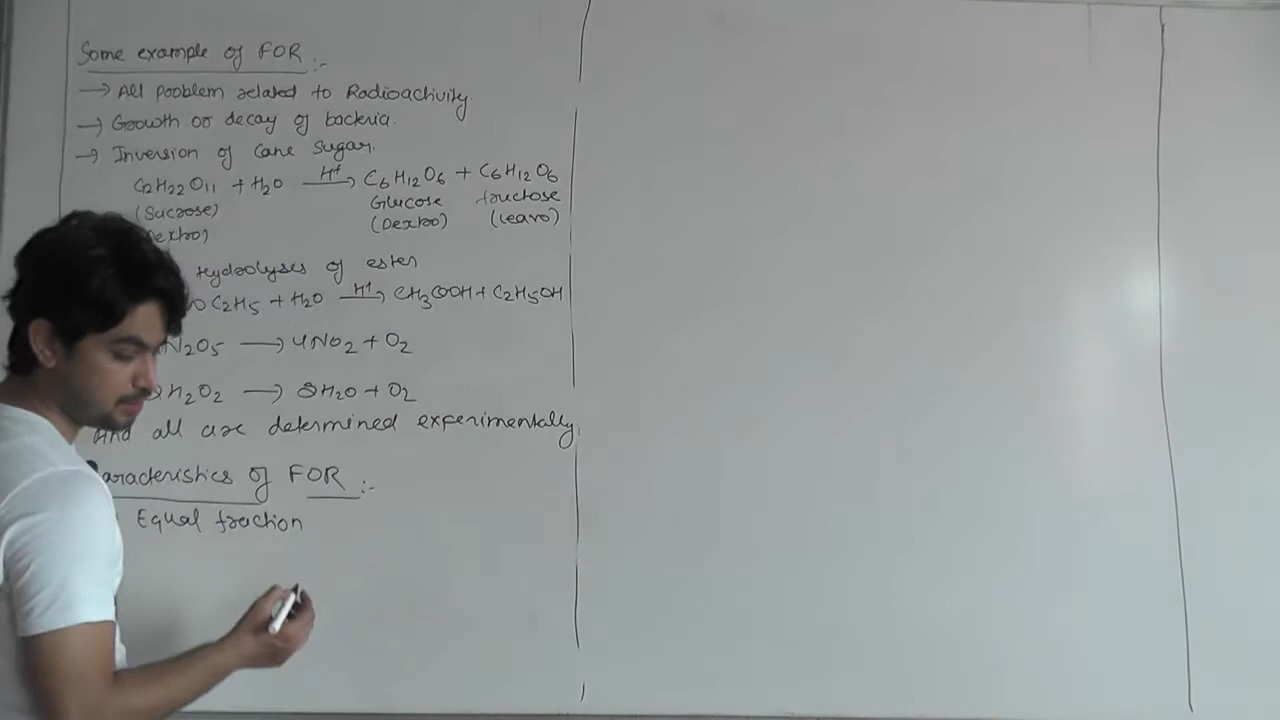 Some example of FOR :-
→ All problem related to Radioactivity.
→ Growth or decay of bacteria.
→ Inversion of Cane Sugar.
C12H22O11 + H2O —H+→ C6H12O6 + C6H12O6
(Sucrose) Glucose fructose
(Dextro) (Leavo)
Hydrolyses of ester
C2H5 + H2O —H+→ CH3COOH + C2H5OH
N2O5 → 4NO2 + O2
H2O2 → 2H2O + O2
And all are determined experimentally.
aracteristics of FOR :-
Equal fraction